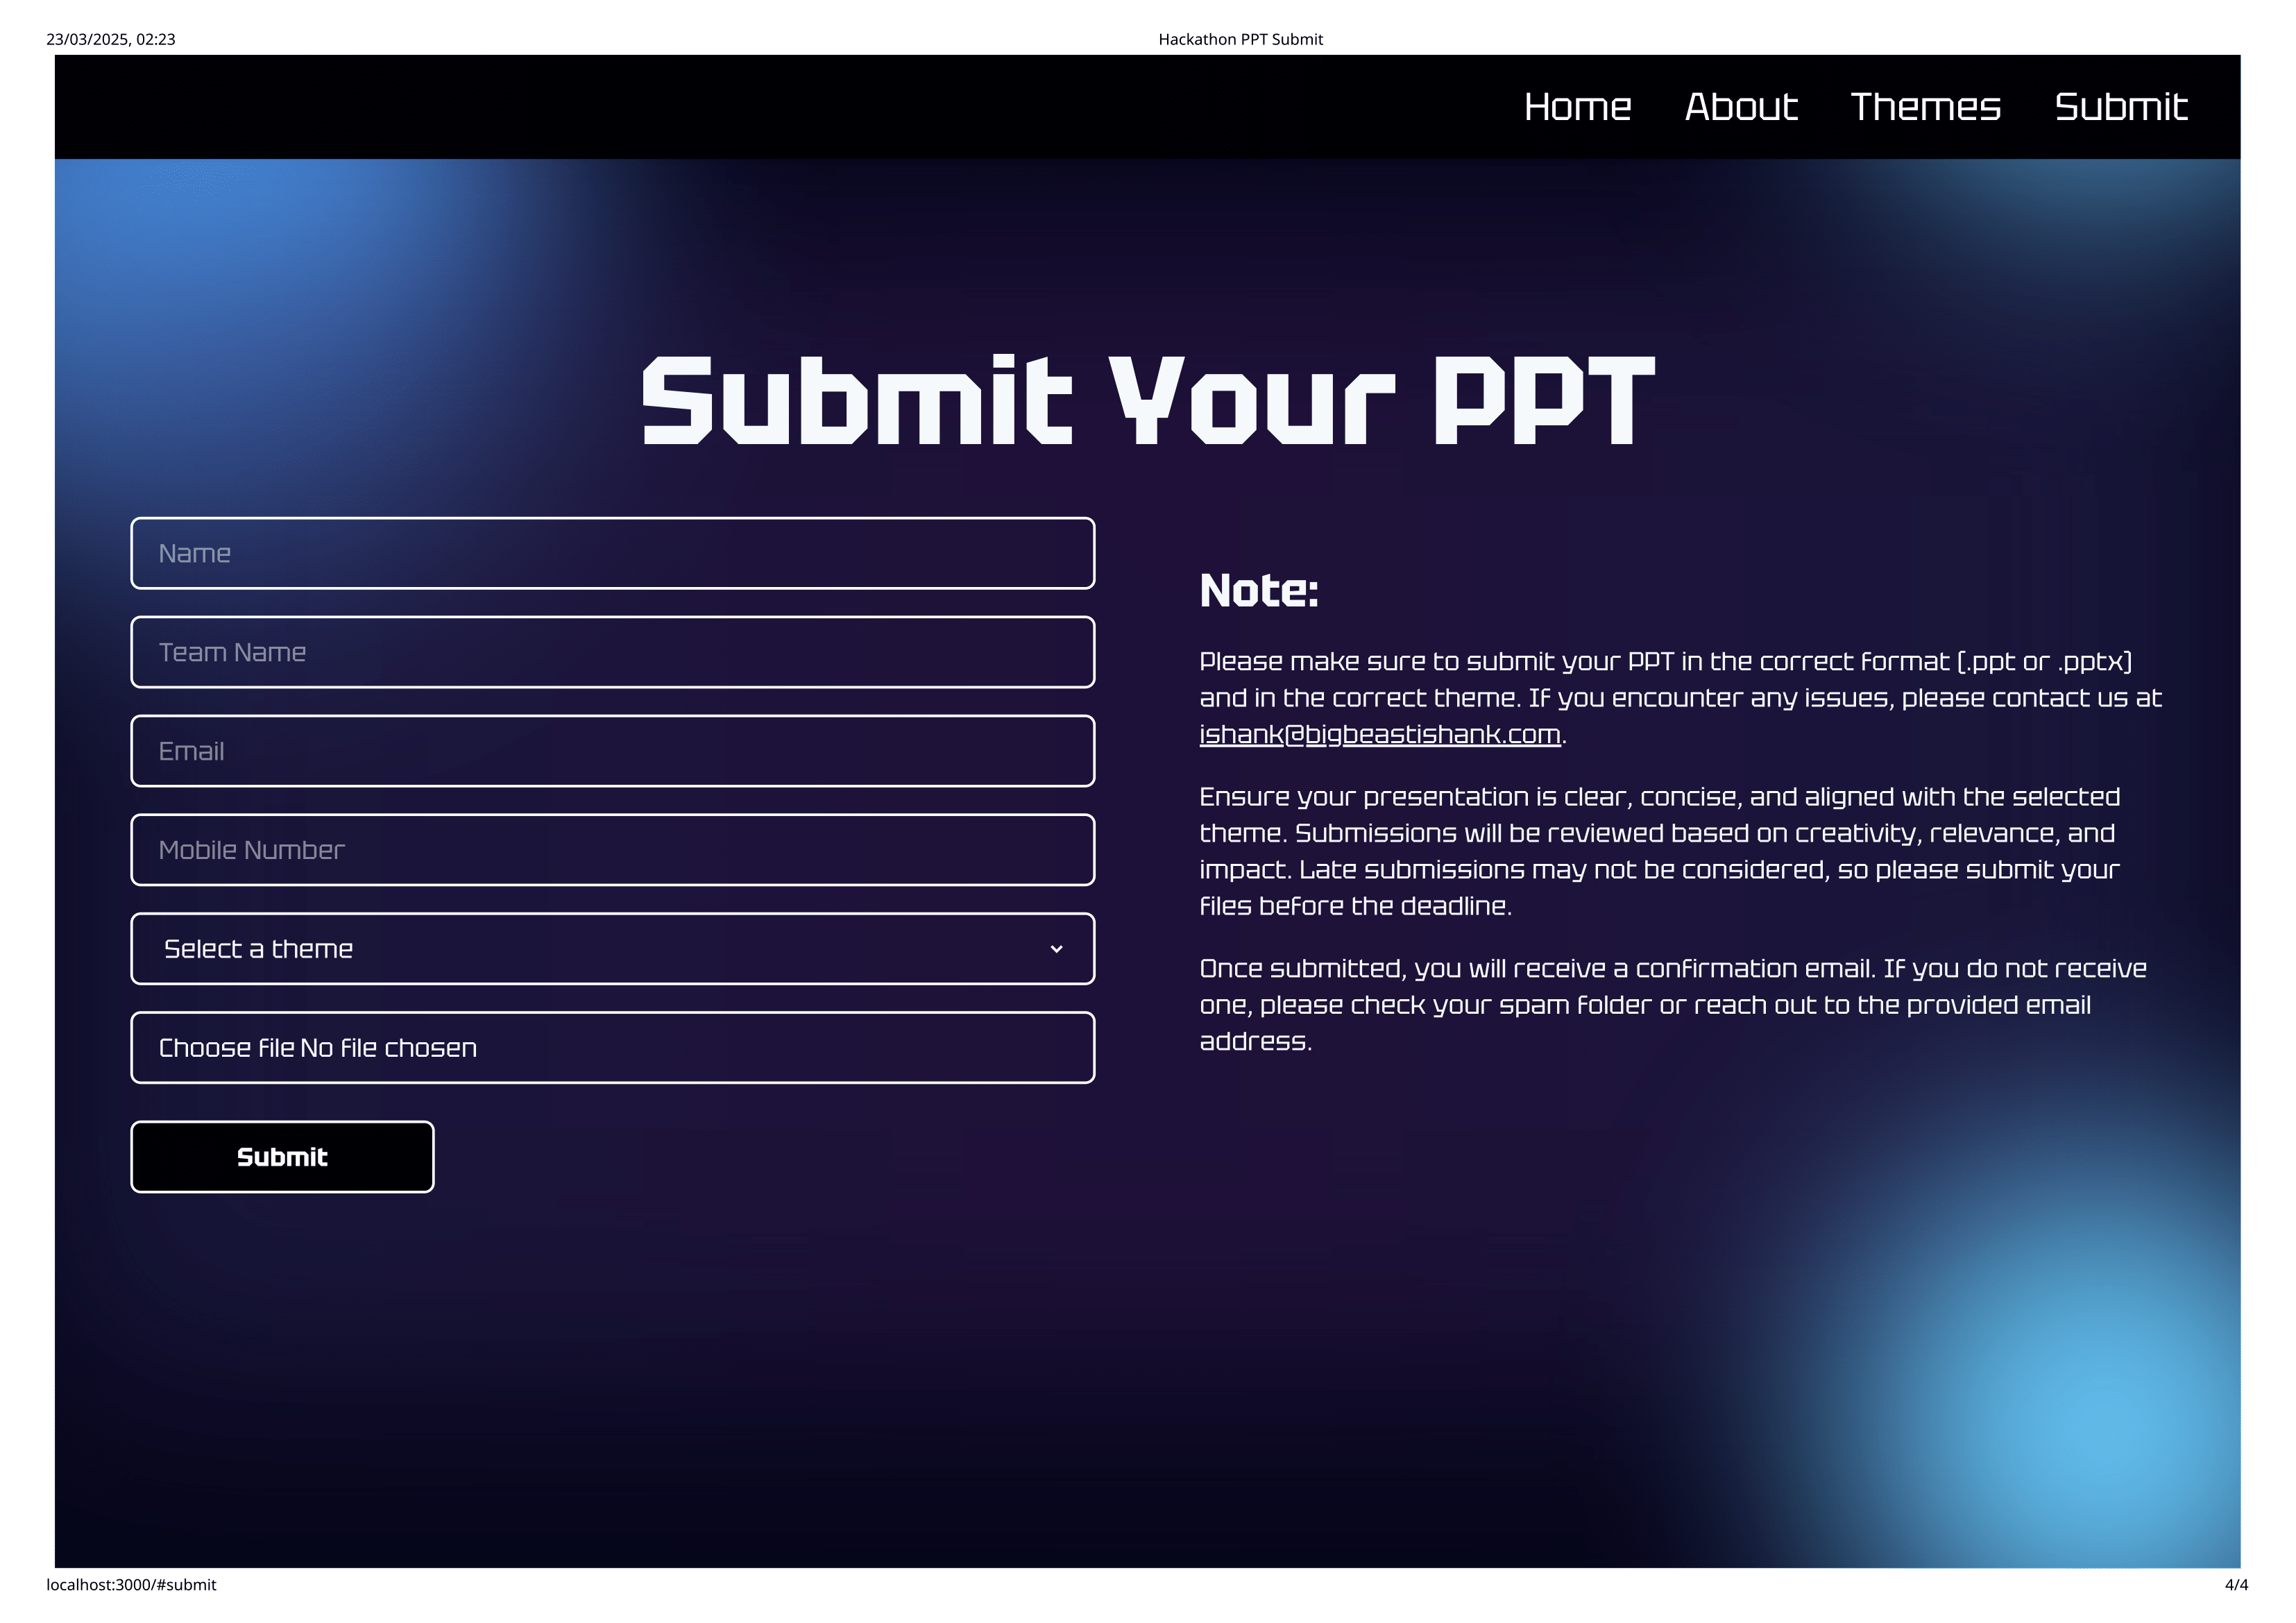 23/03/2025, 02:23
Hackathon PPT Submit
Home About Themes Submit
Submit Your PPT
Name
Team Name
Email
Mobile Number
Select a theme
Choose file No file chosen
Submit
Note:
Please make sure to submit your PPT in the correct format (.ppt or .pptx)
and in the correct theme. If you encounter any issues, please contact us at
ishank@bigbeastishank.com.
Ensure your presentation is clear, concise, and aligned with the selected
theme. Submissions will be reviewed based on creativity, relevance, and
impact. Late submissions may not be considered, so please submit your
files before the deadline.
Once submitted, you will receive a confirmation email. If you do not receive
one, please check your spam folder or reach out to the provided email
address.
localhost:3000/#submit
4/4